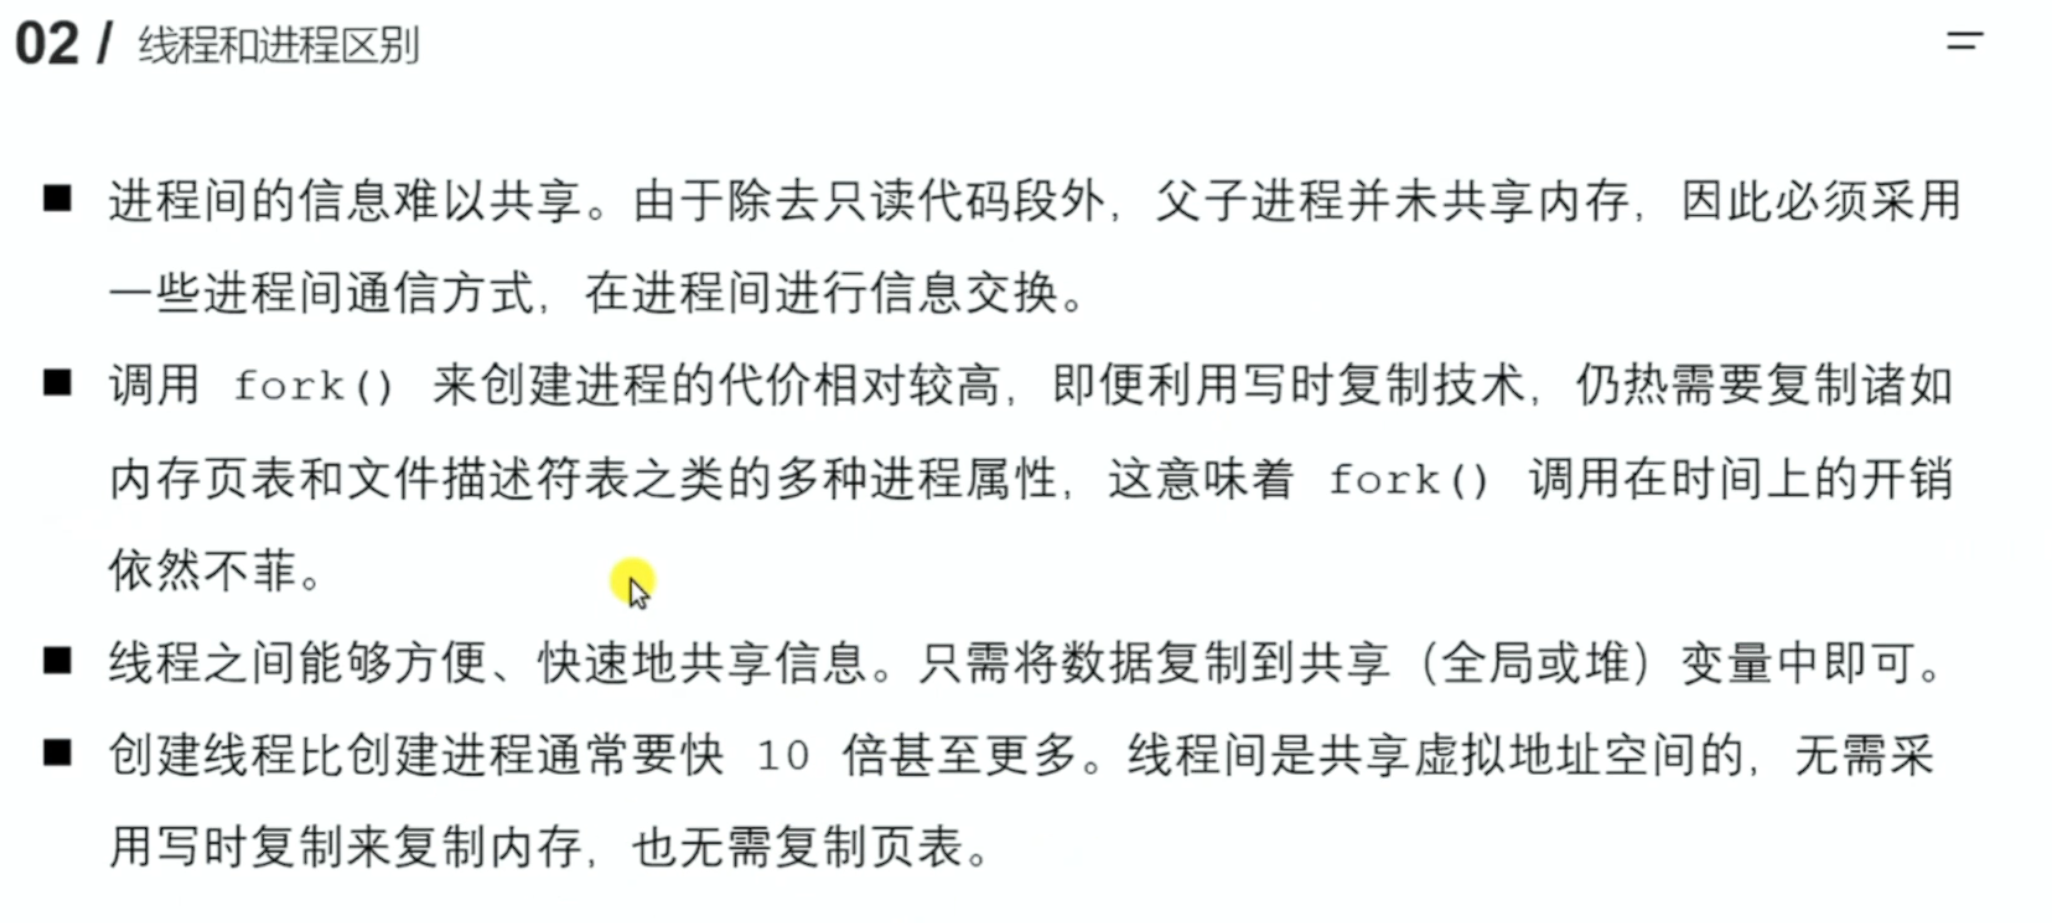 02 / 线程和进程区别
■ 进程间的信息难以共享。由于除去只读代码段外，父子进程并未共享内存，因此必须采用
一些进程间通信方式，在进程间进行信息交换。
■ 调用 fork() 来创建进程的代价相对较高，即便利用写时复制技术，仍热需要复制诸如
内存页表和文件描述符表之类的多种进程属性，这意味着 fork() 调用在时间上的开销
依然不菲。
■ 线程之间能够方便、快速地共享信息。只需将数据复制到共享（全局或堆）变量中即可。
■ 创建线程比创建进程通常要快 10 倍甚至更多。线程间是共享虚拟地址空间的，无需采
用写时复制来复制内存，也无需复制页表。